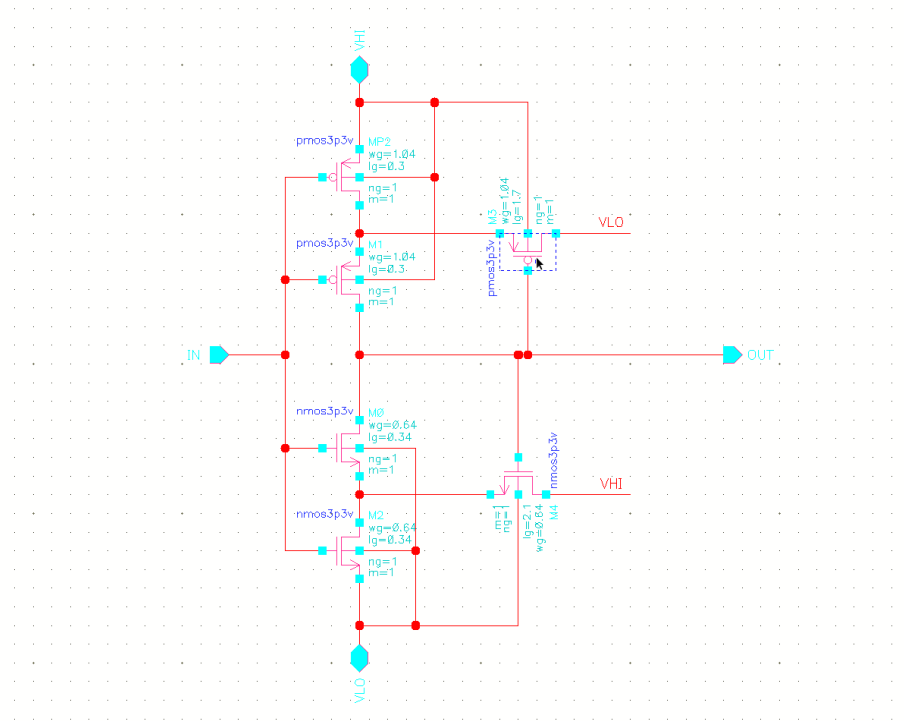 VHI
pmos3p3v
MP2
wg=1.04
lg=0.3
ng=1
m=1
pmos3p3v
M1
wg=1.04
lg=0.3
ng=1
m=1
M3
wg=1.04
lg=1.7
ng=1
m=1
pmos3p3v
VLO
IN
OUT
nmos3p3v
M0
wg=0.64
lg=0.34
ng=1
m=1
nmos3p3v
VHI
m=1
ng=1
lg=2.1
wg=0.64
M4
nmos3p3v
M2
wg=0.64
lg=0.34
ng=1
m=1
VLO